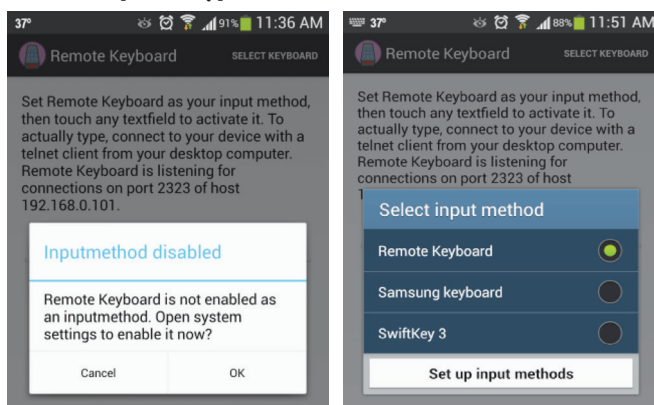 37° 91% 11:36 AM
Remote Keyboard SELECT KEYBOARD
Set Remote Keyboard as your input method,
then touch any textfield to activate it. To
actually type, connect to your device with a
telnet client from your desktop computer.
Remote Keyboard is listening for
connections on port 2323 of host
192.168.0.101.
Inputmethod disabled
Remote Keyboard is not enabled as
an inputmethod. Open system
settings to enable it now?
Cancel OK
37° 88% 11:51 AM
Remote Keyboard SELECT KEYBOARD
Set Remote Keyboard as your input method,
then touch any textfield to activate it. To
actually type, connect to your device with a
telnet client from your desktop computer.
Remote Keyboard is listening for
connections on port 2323 of host
Select input method
Remote Keyboard
Samsung keyboard
SwiftKey 3
Set up input methods